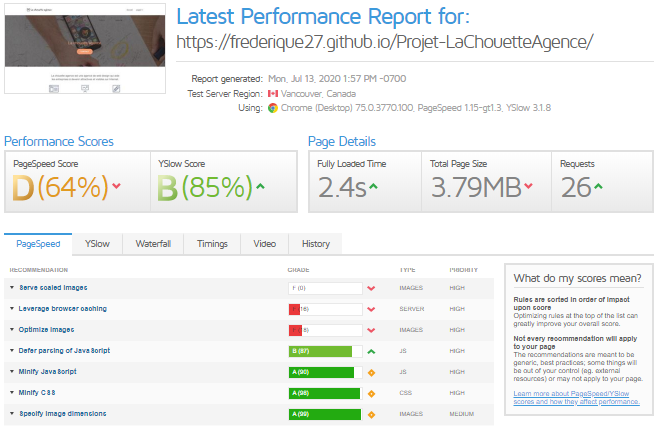 Latest Performance Report for:
https://frederique27.github.io/Projet-LaChouetteAgence/
Report generated: Mon, Jul 13, 2020 1:57 PM -0700
Test Server Region: Vancouver, Canada
Using: Chrome (Desktop) 75.0.3770.100, PageSpeed 1.15-gt1.3, YSlow 3.1.8
Performance Scores
Page Details
PageSpeed Score
YSlow Score
Fully Loaded Time
Total Page Size
Requests
D (64%)
B (85%)
2.4s
3.79MB
26
PageSpeed YSlow Waterfall Timings Video History
RECOMMENDATION GRADE TYPE PRIORITY
Serve scaled images F (0) IMAGES HIGH
Leverage browser caching SERVER HIGH
Optimize images IMAGES HIGH
Defer parsing of JavaScript B (87) JS HIGH
Minify JavaScript A (90) JS HIGH
Minify CSS A (98) CSS HIGH
Specify image dimensions A (99) IMAGES MEDIUM
What do my scores mean?
Rules are sorted in order of impact
upon score
Optimizing rules at the top of the list can
greatly improve your overall score.
Not every recommendation will apply
to your page
The recommendations are meant to be
generic, best practices; some things will
be out of your control (eg. external
resources) or may not apply to your page.
Learn more about PageSpeed/YSlow
scores and how they affect performance.